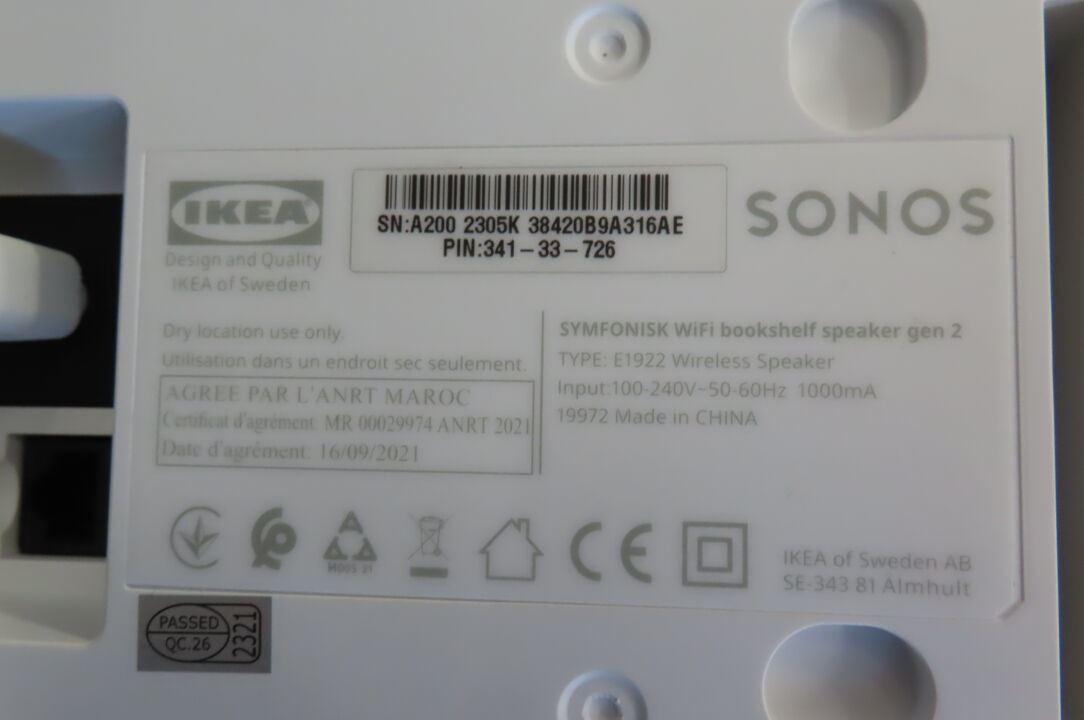 IKEA®
Design and Quality
IKEA of Sweden
SN:A200 2305K 38420B9A316AE
PIN:341-33-726
SONOS
Dry location use only.
Utilisation dans un endroit sec seulement.
AGREE PAR L'ANRT MAROC
Certificat d'agrément: MR 00029974 ANRT 2021
Date d'agrément: 16/09/2021
SYMFONISK WiFi bookshelf speaker gen 2
TYPE: E1922 Wireless Speaker
Input:100-240V~50-60Hz 1000mA
19972 Made in CHINA
M005 21
CE
IKEA of Sweden AB
SE-343 81 Älmhult
PASSED
QC.26
2321